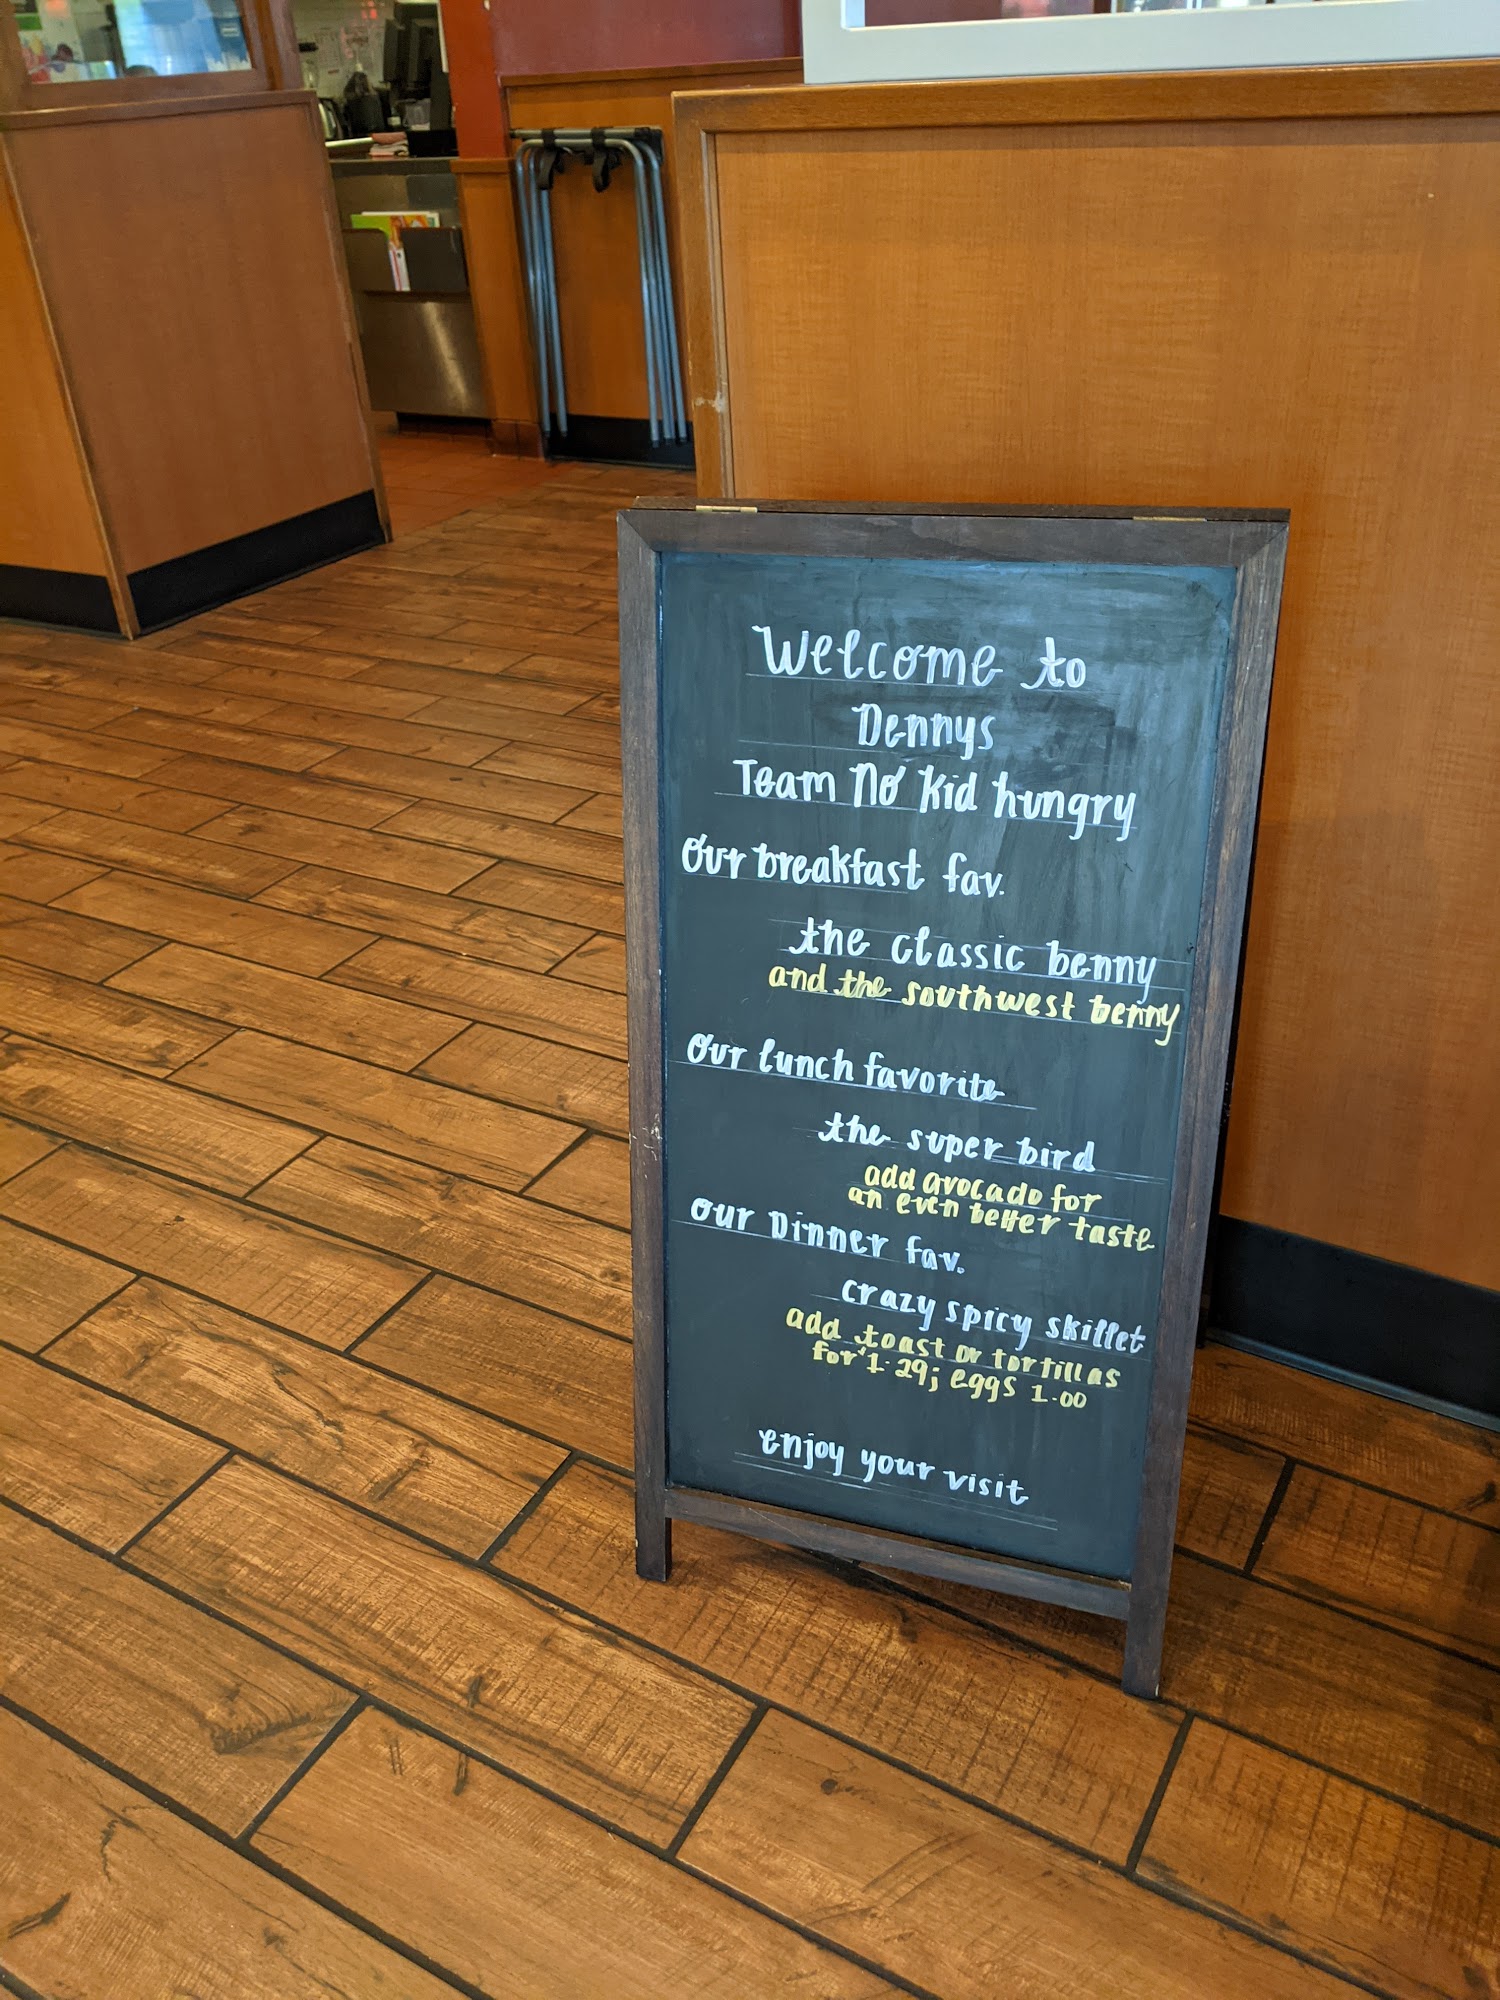 Welcome to
Dennys
Team No Kid hungry
Our breakfast fav.
the classic benny
and the southwest benny
Our lunch favorite
the super bird
add avocado for
an even better taste
Our Dinner fav.
crazy spicy skillet
add toast or tortillas
for $1.29; eggs 1.00
enjoy your visit